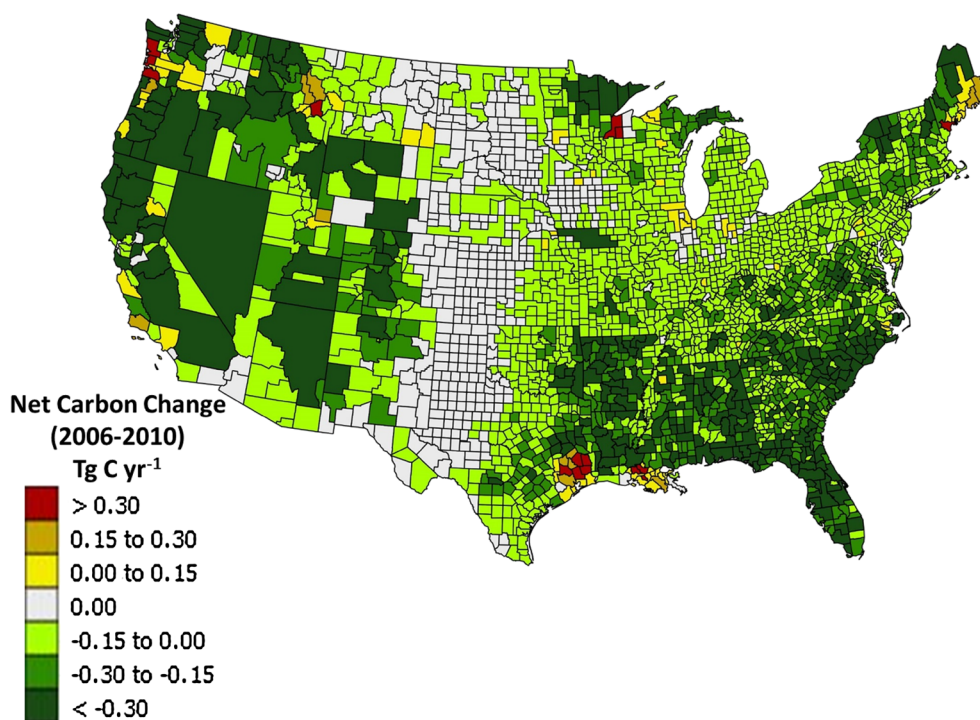 Net Carbon Change
(2006-2010)
Tg C yr⁻¹
> 0.30
0.15 to 0.30
0.00 to 0.15
0.00
-0.15 to 0.00
-0.30 to -0.15
< -0.30